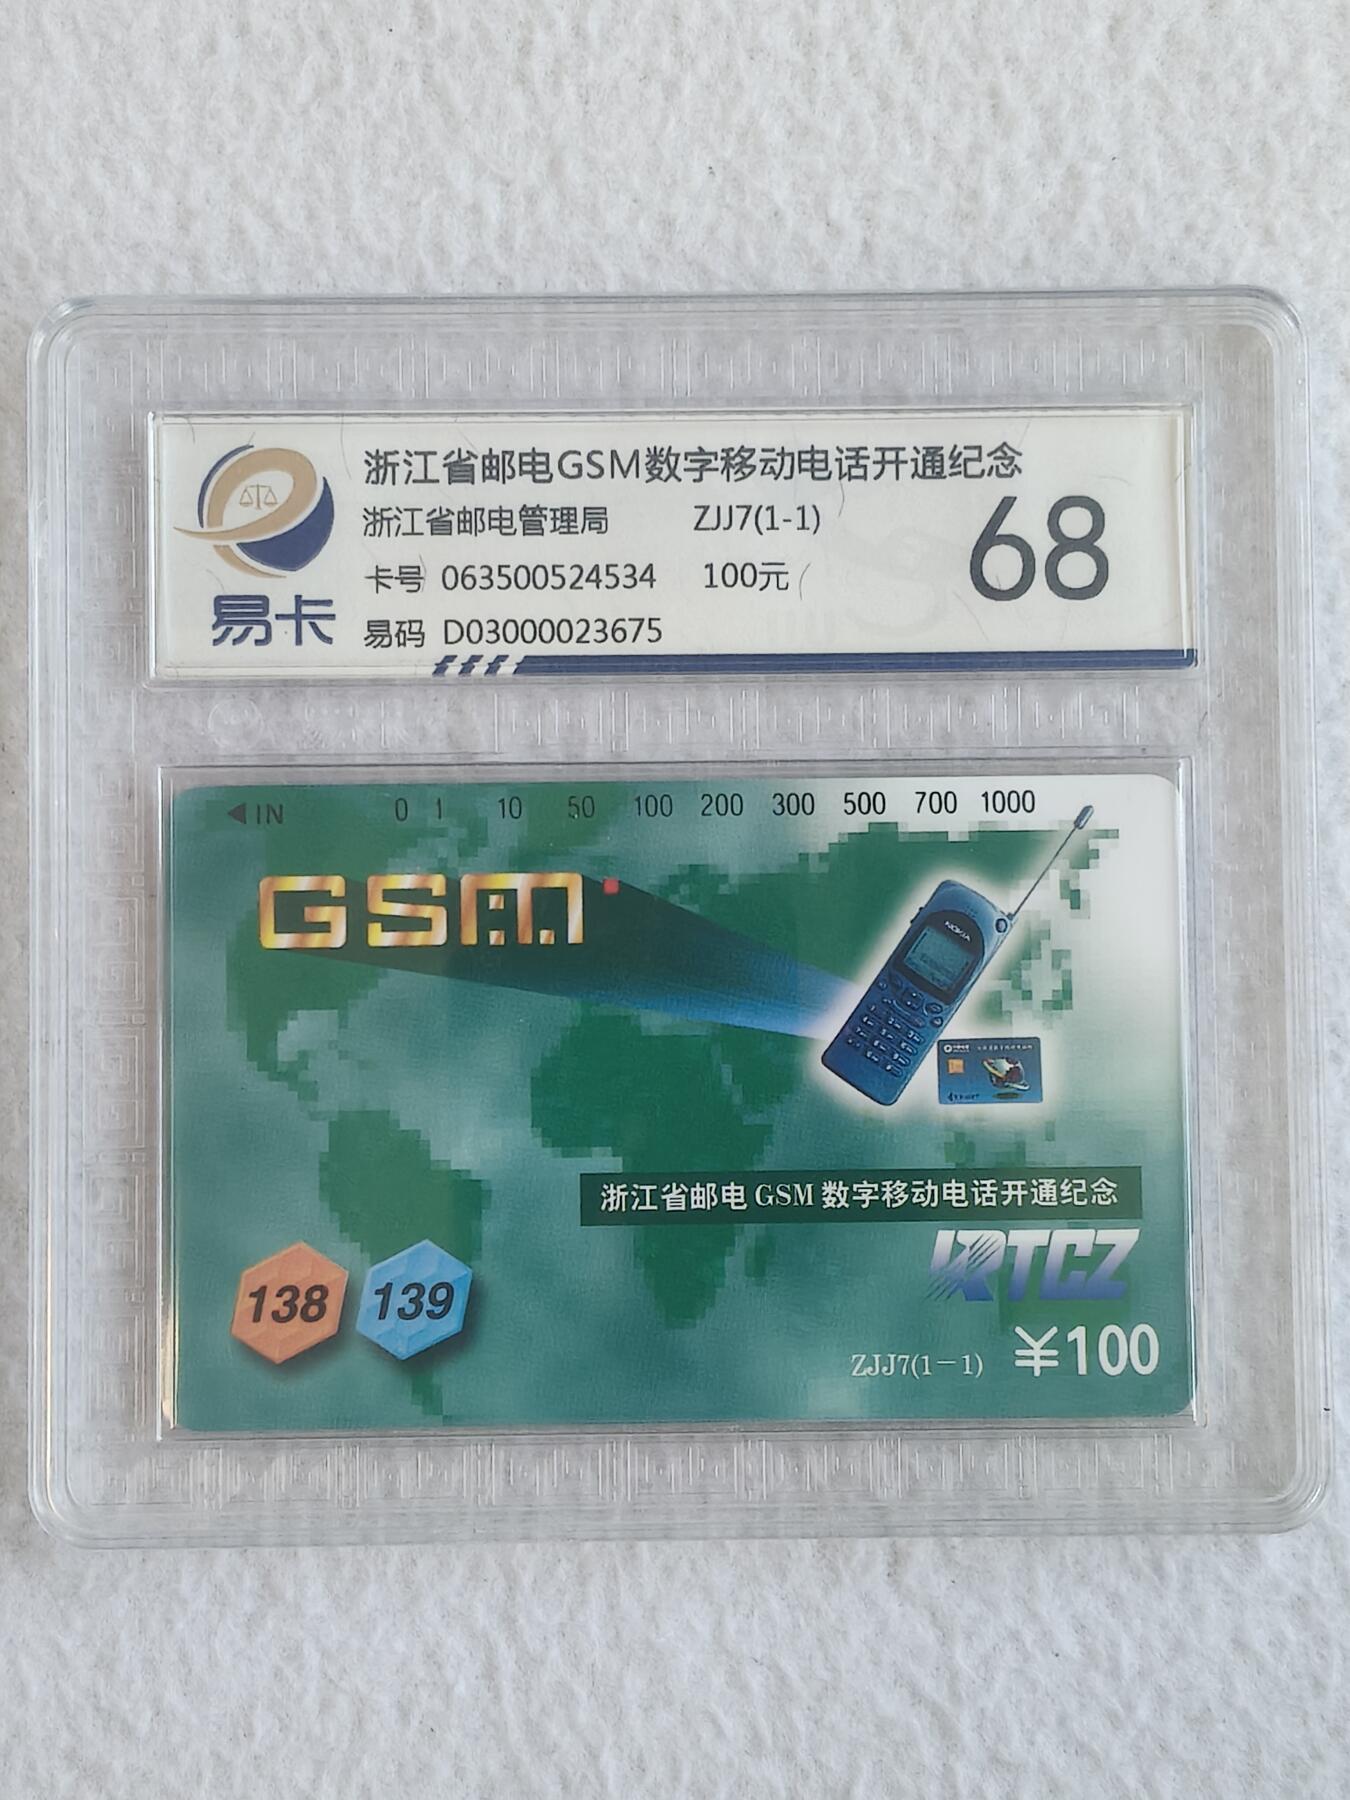 浙江省邮电GSM数字移动电话开通纪念
浙江省邮电管理局 ZJJ7(1-1)
68
卡号 063500524534 100元
易卡
易码 D03000023675
◀IN 0 1 10 50 100 200 300 500 700 1000
GSM
NOKIA
浙江省邮电 GSM 数字移动电话开通纪念
138 139
ZJJ7(1-1) ¥100